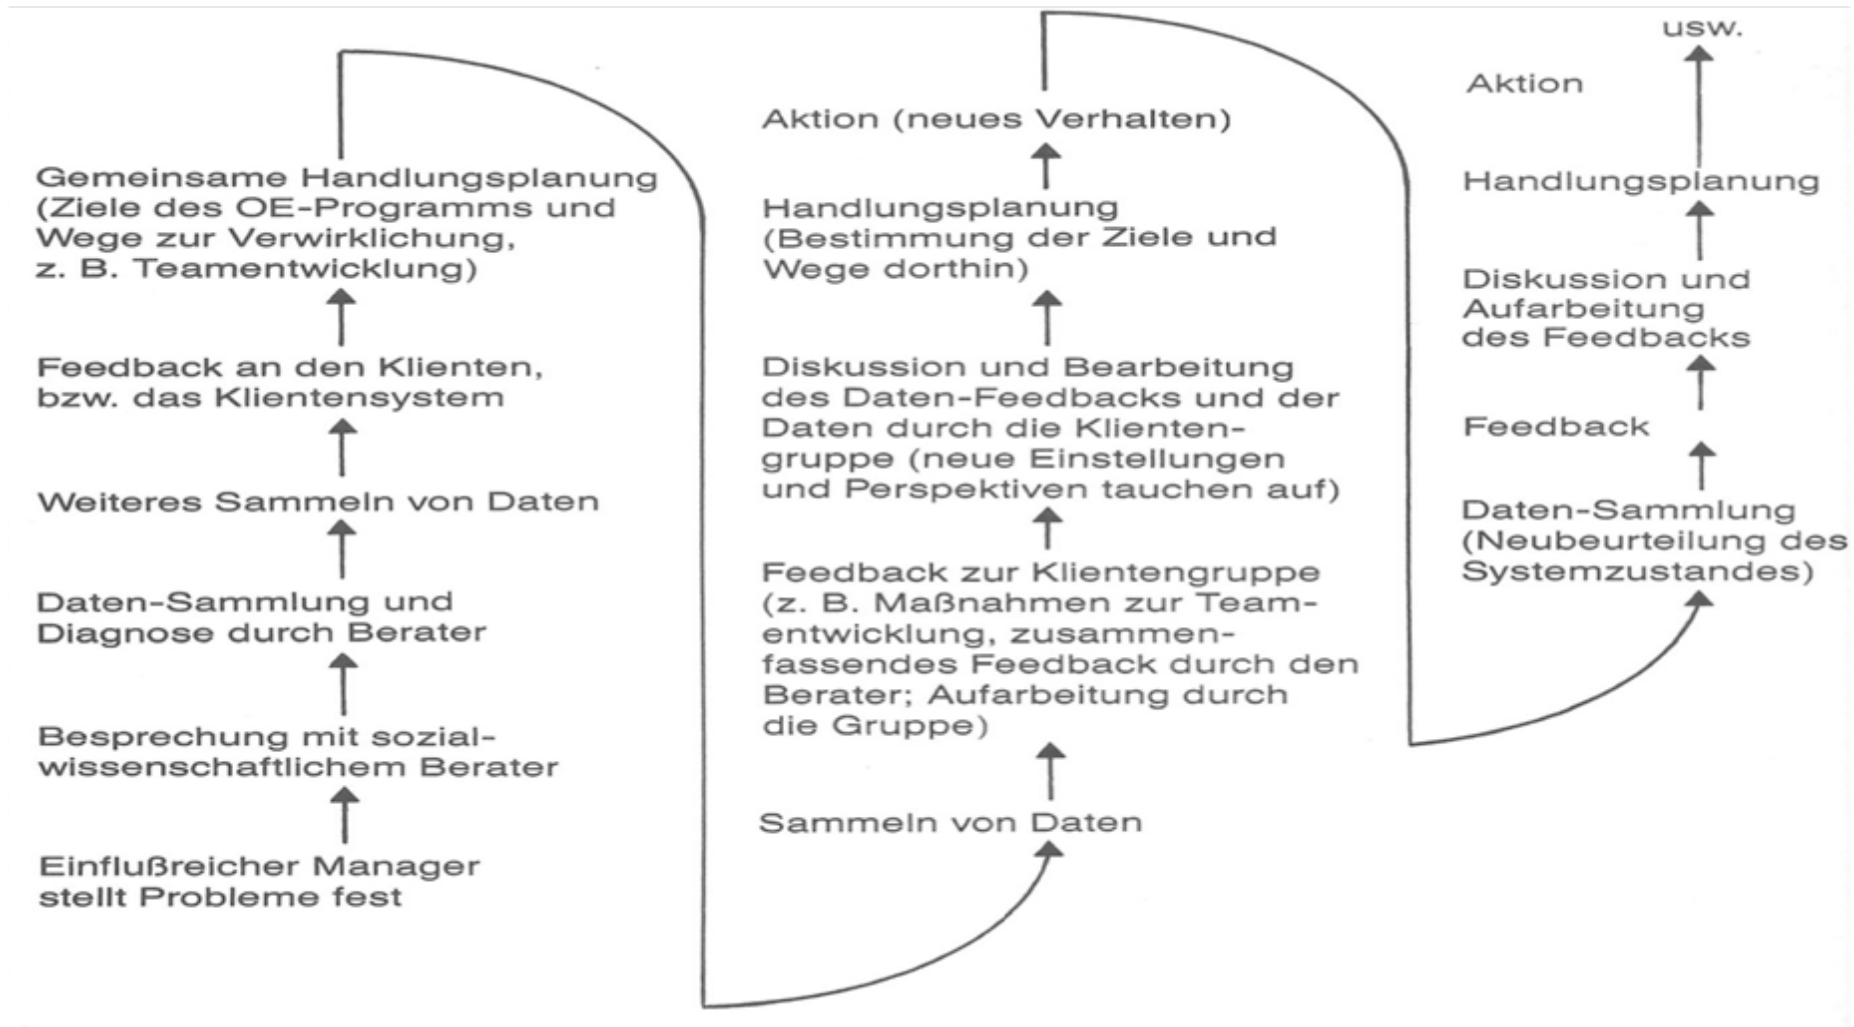 Gemeinsame Handlungsplanung
(Ziele des OE-Programms und
Wege zur Verwirklichung,
z. B. Teamentwicklung)
Feedback an den Klienten,
bzw. das Klientensystem
Weiteres Sammeln von Daten
Daten-Sammlung und
Diagnose durch Berater
Besprechung mit sozial-
wissenschaftlichem Berater
Einflußreicher Manager
stellt Probleme fest
Aktion (neues Verhalten)
Handlungsplanung
(Bestimmung der Ziele und
Wege dorthin)
Diskussion und Bearbeitung
des Daten-Feedbacks und der
Daten durch die Klienten-
gruppe (neue Einstellungen
und Perspektiven tauchen auf)
Feedback zur Klientengruppe
(z. B. Maßnahmen zur Team-
entwicklung, zusammen-
fassendes Feedback durch den
Berater; Aufarbeitung durch
die Gruppe)
Sammeln von Daten
usw.
Aktion
Handlungsplanung
Diskussion und
Aufarbeitung
des Feedbacks
Feedback
Daten-Sammlung
(Neubeurteilung des
Systemzustandes)